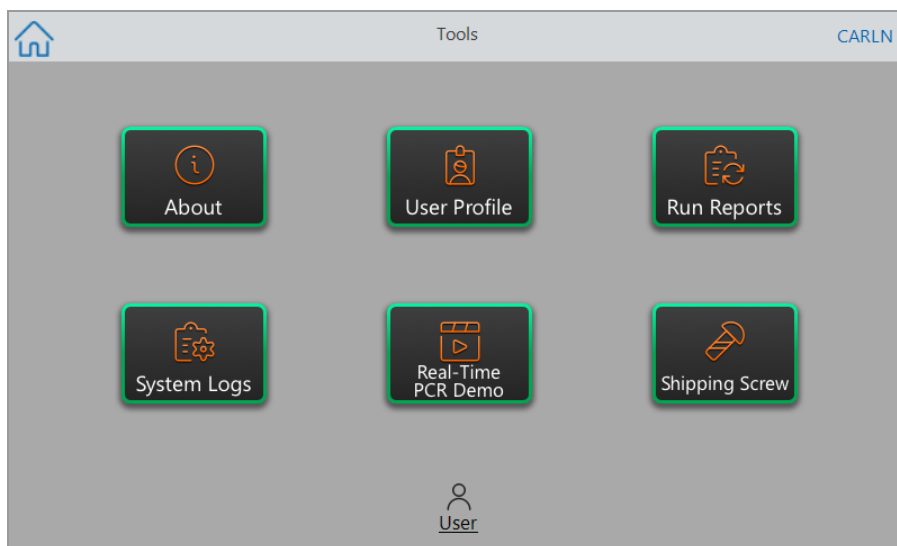 Tools
CARLN
About
User Profile
Run Reports
System Logs
Real-Time
PCR Demo
Shipping Screw
User